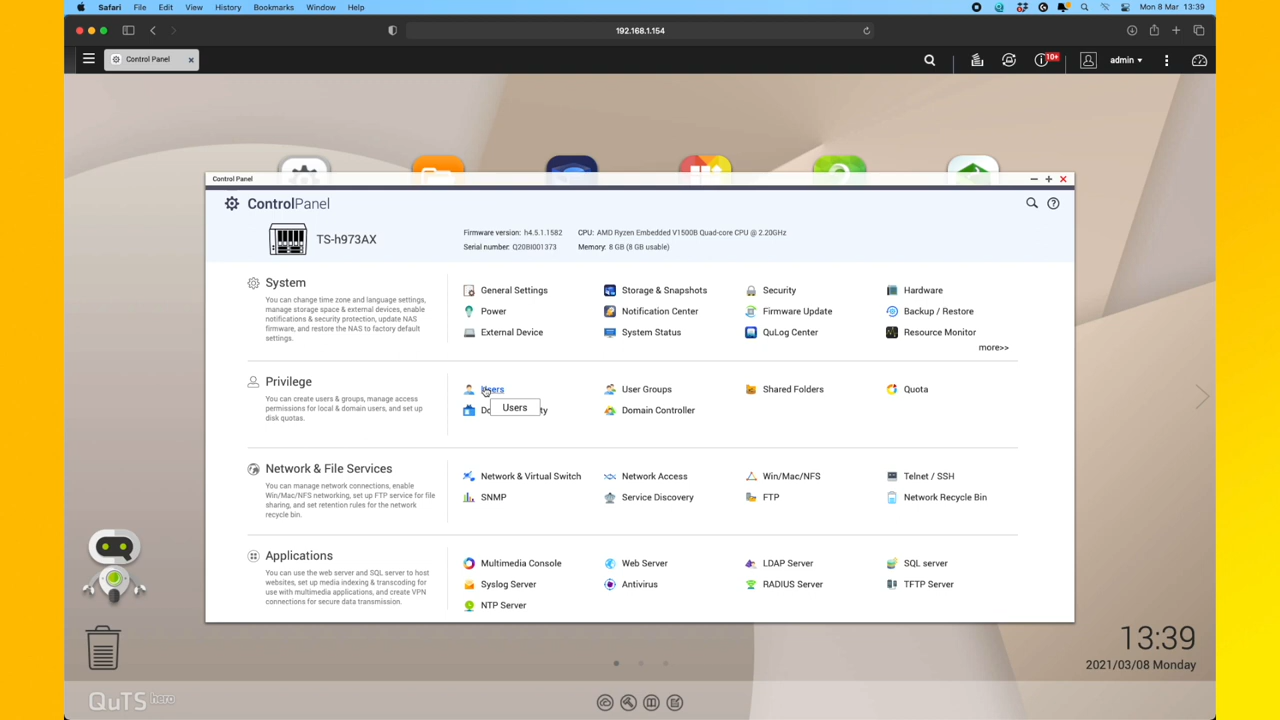 Safari File Edit View History Bookmarks Window Help
Mon 8 Mar 13:39
192.168.1.154
Control Panel
10+
admin
Control Panel
ControlPanel
TS-h973AX
Firmware version: h4.5.1.1582 CPU: AMD Ryzen Embedded V1500B Quad-core CPU @ 2.20GHz
Serial number: Q20BI001373 Memory: 8 GB (8 GB usable)
System
You can change time zone and language settings,
manage storage space & external devices, enable
notifications & security protection, update NAS
firmware, and restore the NAS to factory default
settings.
General Settings Storage & Snapshots Security Hardware
Power Notification Center Firmware Update Backup / Restore
External Device System Status QuLog Center Resource Monitor
more>>
Privilege
You can create users & groups, manage access
permissions for local & domain users, and set up
disk quotas.
Users User Groups Shared Folders Quota
Users
Domain Controller
Network & File Services
You can manage network connections, enable
Win/Mac/NFS networking, set up FTP service for file
sharing, and set retention rules for the network
recycle bin.
Network & Virtual Switch Network Access Win/Mac/NFS Telnet / SSH
SNMP Service Discovery FTP Network Recycle Bin
Applications
You can use the web server and SQL server to host
websites, set up media indexing & transcoding for
use with multimedia applications, and create VPN
connections for secure data transmission.
Multimedia Console Web Server LDAP Server SQL server
Syslog Server Antivirus RADIUS Server TFTP Server
NTP Server
13:39
2021/03/08 Monday
QuTS hero